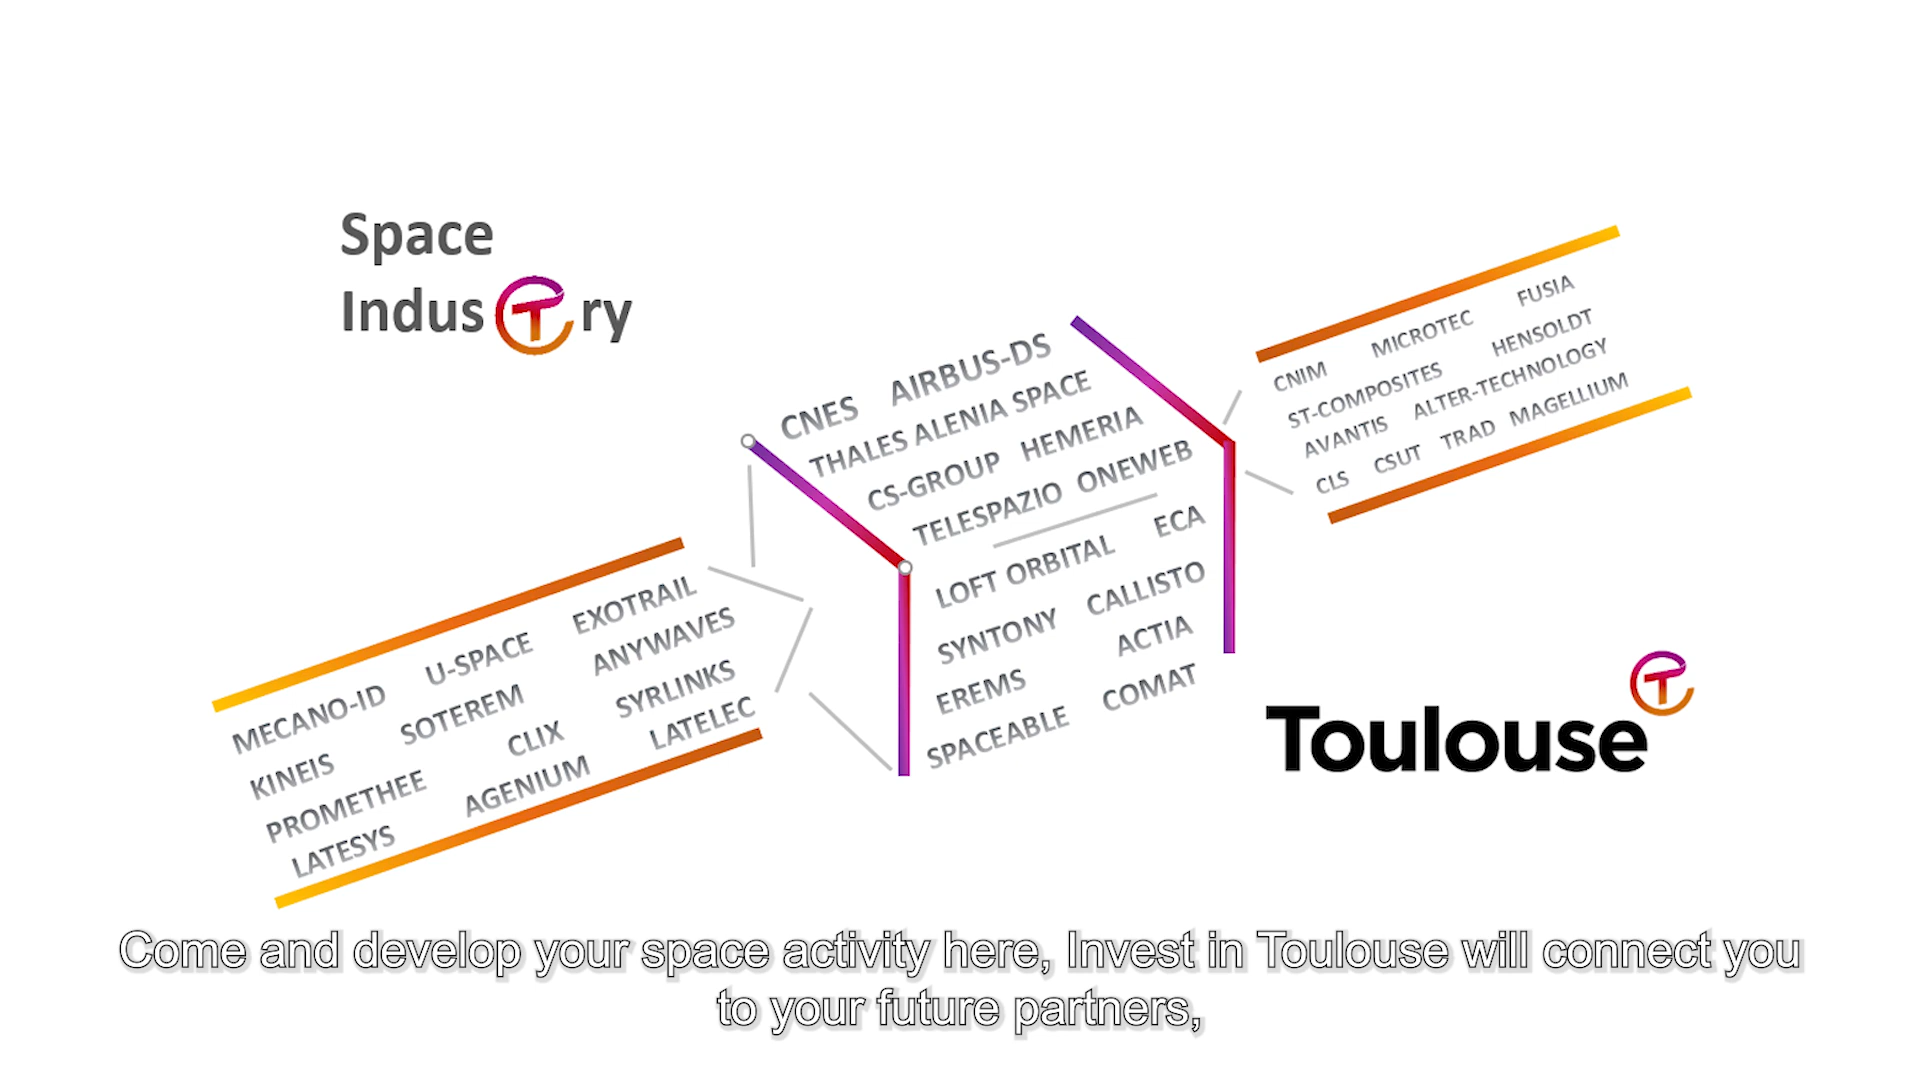 Space
Industry
CNES AIRBUS-DS
THALES ALENIA SPACE
CS-GROUP HEMERIA
TELESPAZIO ONEWEB
LOFT ORBITAL ECA
SYNTONY CALLISTO
EREMS ACTIA
SPACEABLE COMAT
MECANO-ID U-SPACE EXOTRAIL
KINEIS SOTEREM ANYWAVES
PROMETHEE CLIX SYRLINKS
LATESYS AGENIUM LATELEC
CNIM MICROTEC FUSIA
ST-COMPOSITES HENSOLDT
AVANTIS ALTER-TECHNOLOGY
CLS CSUT TRAD MAGELLIUM
Toulouse
Come and develop your space activity here, Invest in Toulouse will connect you
to your future partners,